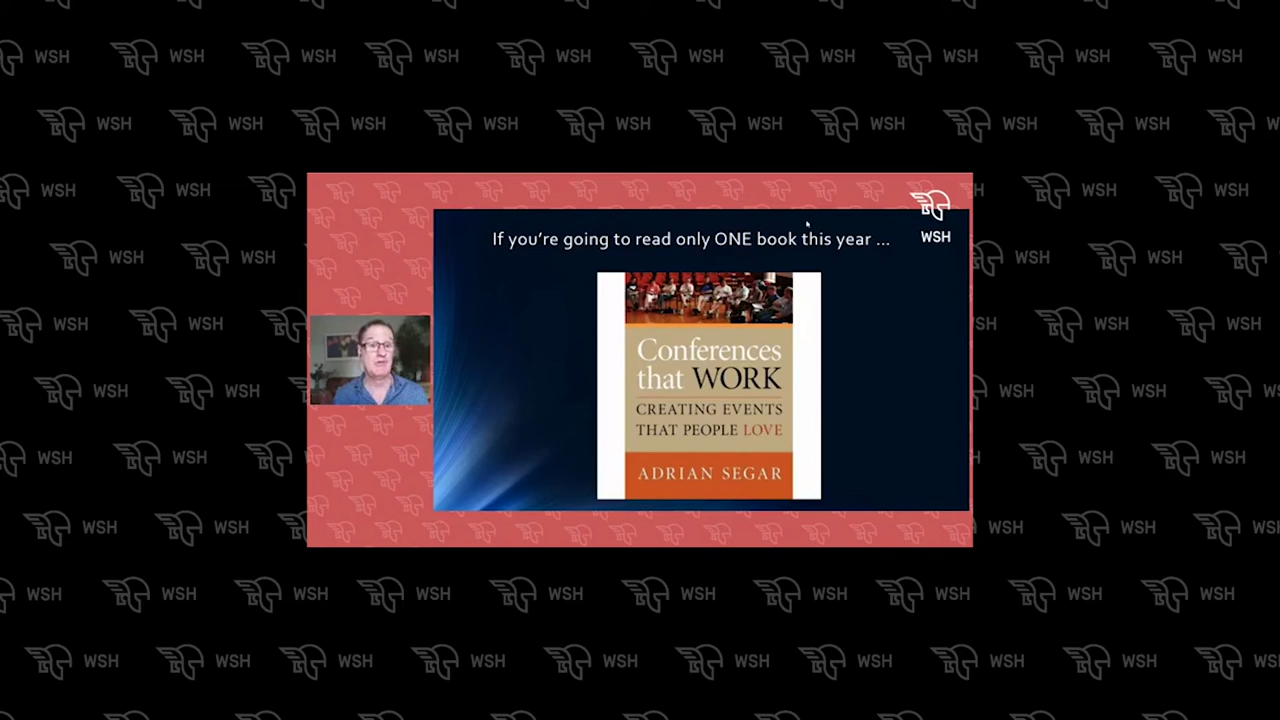 If you're going to read only ONE book this year ...
WSH
Conferences
that WORK
CREATING EVENTS
THAT PEOPLE LOVE
ADRIAN SEGAR